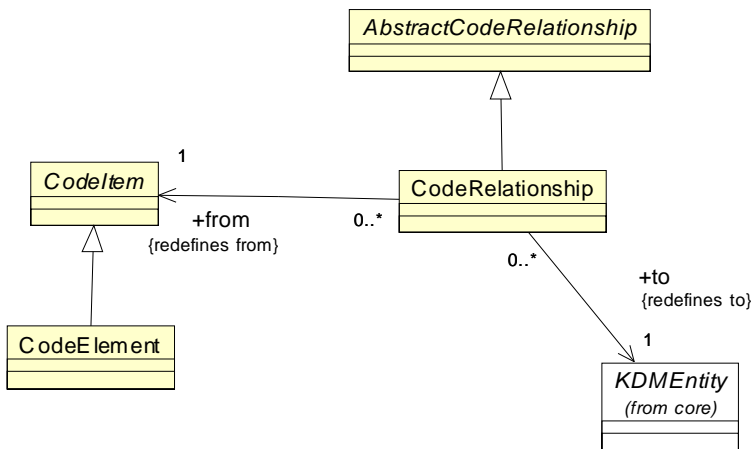 AbstractCodeRelationship
1
CodeItem
CodeRelationship
+from
{redefines from}
0..*
0..*
+to
{redefines to}
CodeElement
1
KDMEntity
(from core)